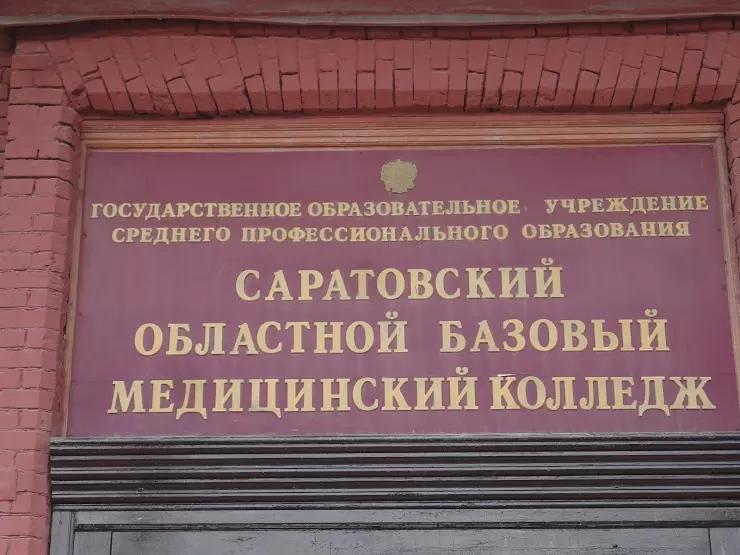 ГОСУДАРСТВЕННОЕ ОБРАЗОВАТЕЛЬНОЕ УЧРЕЖДЕНИЕ
СРЕДНЕГО ПРОФЕССИОНАЛЬНОГО ОБРАЗОВАНИЯ
САРАТОВСКИЙ
ОБЛАСТНОЙ БАЗОВЫЙ
МЕДИЦИНСКИЙ КОЛЛЕДЖ